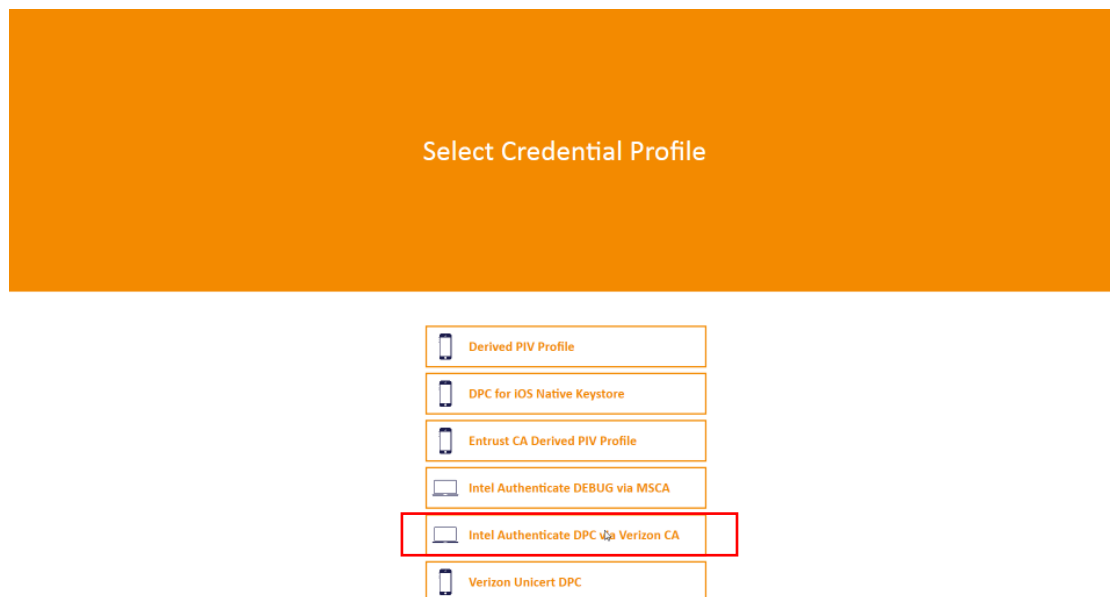 Select Credential Profile
Derived PIV Profile
DPC for iOS Native Keystore
Entrust CA Derived PIV Profile
Intel Authenticate DEBUG via MSCA
Intel Authenticate DPC via Verizon CA
Verizon Unicert DPC